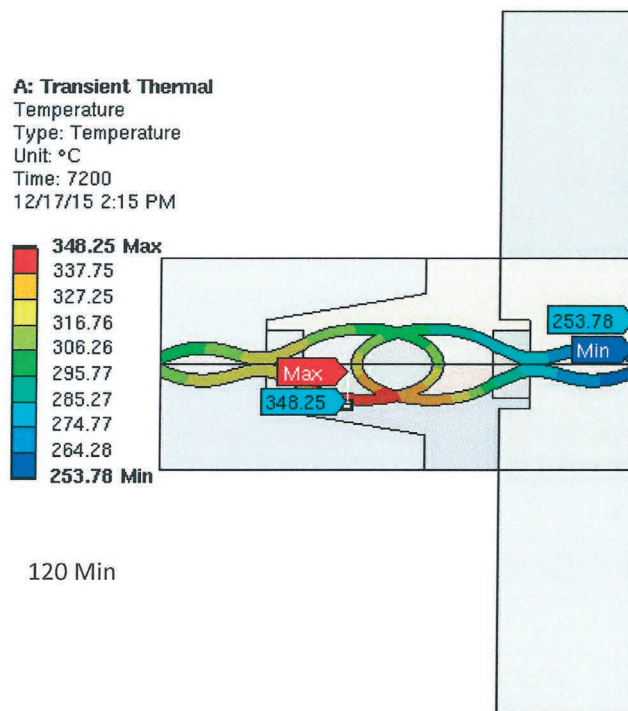 A: Transient Thermal
Temperature
Type: Temperature
Unit: °C
Time: 7200
12/17/15 2:15 PM
348.25 Max
337.75
327.25
316.76
306.26
295.77
285.27
274.77
264.28
253.78 Min
253.78
Min
Max
348.25
120 Min